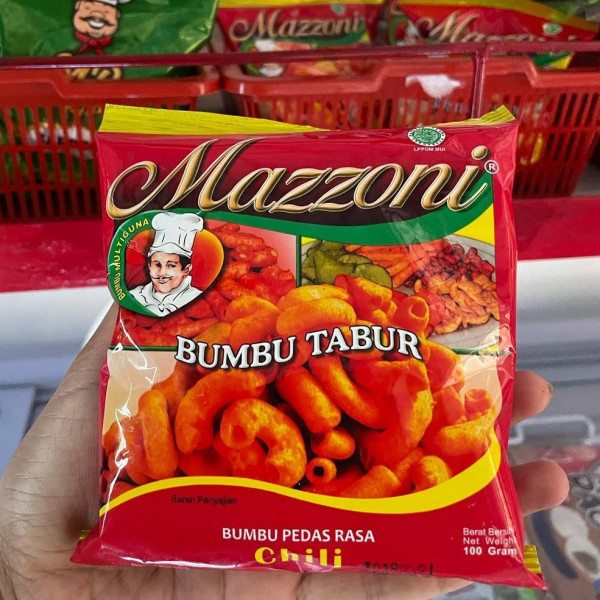 Mazzoni
LPPOM MUI
Mazzoni®
BUMBU MULTIGUNA
BUMBU TABUR
Saran Penyajian
BUMBU PEDAS RASA
Chili
Berat Bersih
Net Weight
100 Gram